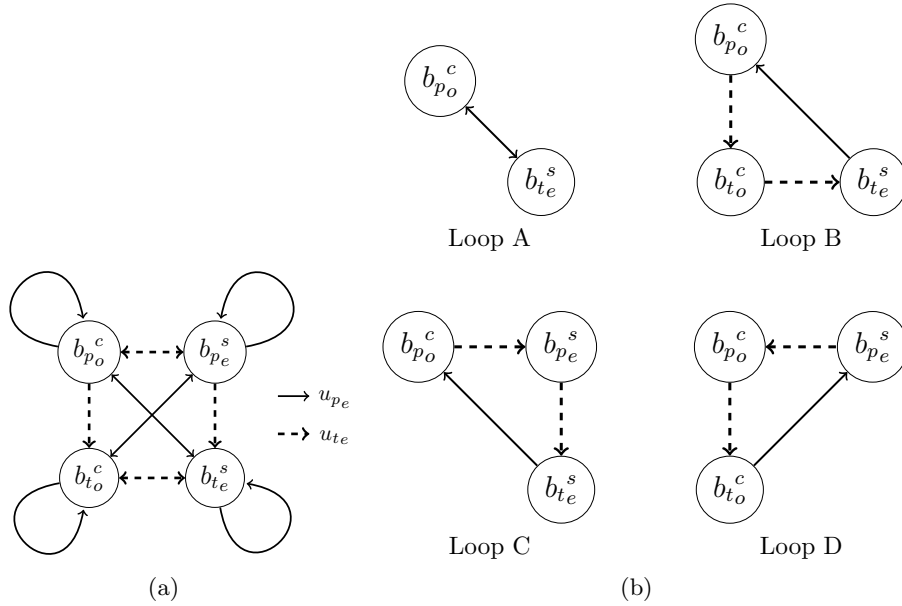 b_{p_o}^c
b_{t_e}^s
Loop A
b_{p_o}^c
b_{t_o}^c b_{t_e}^s
Loop B
b_{p_o}^c b_{p_e}^s
b_{t_o}^c b_{t_e}^s
u_{p_e}
u_{t_e}
(a)
b_{p_o}^c b_{p_e}^s
b_{t_e}^s
Loop C
b_{p_o}^c b_{p_e}^s
b_{t_o}^c
Loop D
(b)